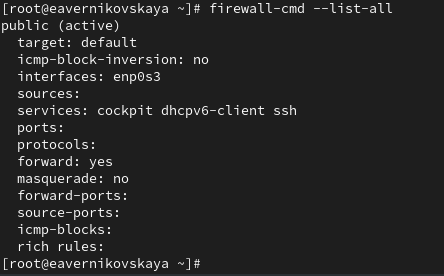 [root@eavernikovskaya ~]# firewall-cmd --list-all
public (active)
  target: default
  icmp-block-inversion: no
  interfaces: enp0s3
  sources:
  services: cockpit dhcpv6-client ssh
  ports:
  protocols:
  forward: yes
  masquerade: no
  forward-ports:
  source-ports:
  icmp-blocks:
  rich rules:
[root@eavernikovskaya ~]#